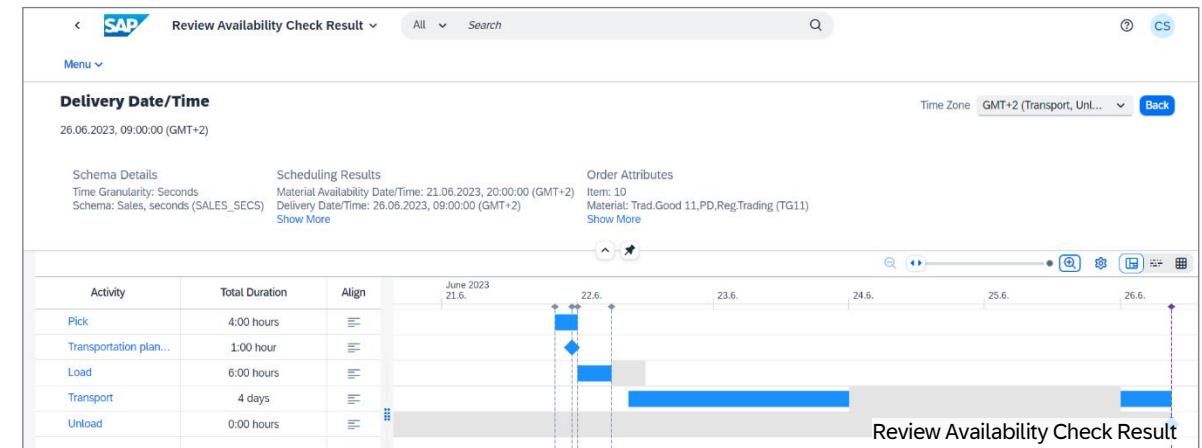 SAP Review Availability Check Result All Search CS
Menu
Delivery Date/Time
Time Zone GMT+2 (Transport, Unl... Back
26.06.2023, 09:00:00 (GMT+2)
Schema Details Scheduling Results Order Attributes
Time Granularity: Seconds Material Availability Date/Time: 21.06.2023, 20:00:00 (GMT+2) Item: 10
Schema: Sales, seconds (SALES_SECS) Delivery Date/Time: 26.06.2023, 09:00:00 (GMT+2) Material: Trad.Good 11,PD,Reg.Trading (TG11)
Show More Show More
Activity Total Duration Align
June 2023
21.6. 22.6. 23.6. 24.6. 25.6. 26.6.
Pick 4:00 hours
Transportation plan... 1:00 hour
Load 6:00 hours
Transport 4 days
Unload 0:00 hours
Review Availability Check Result